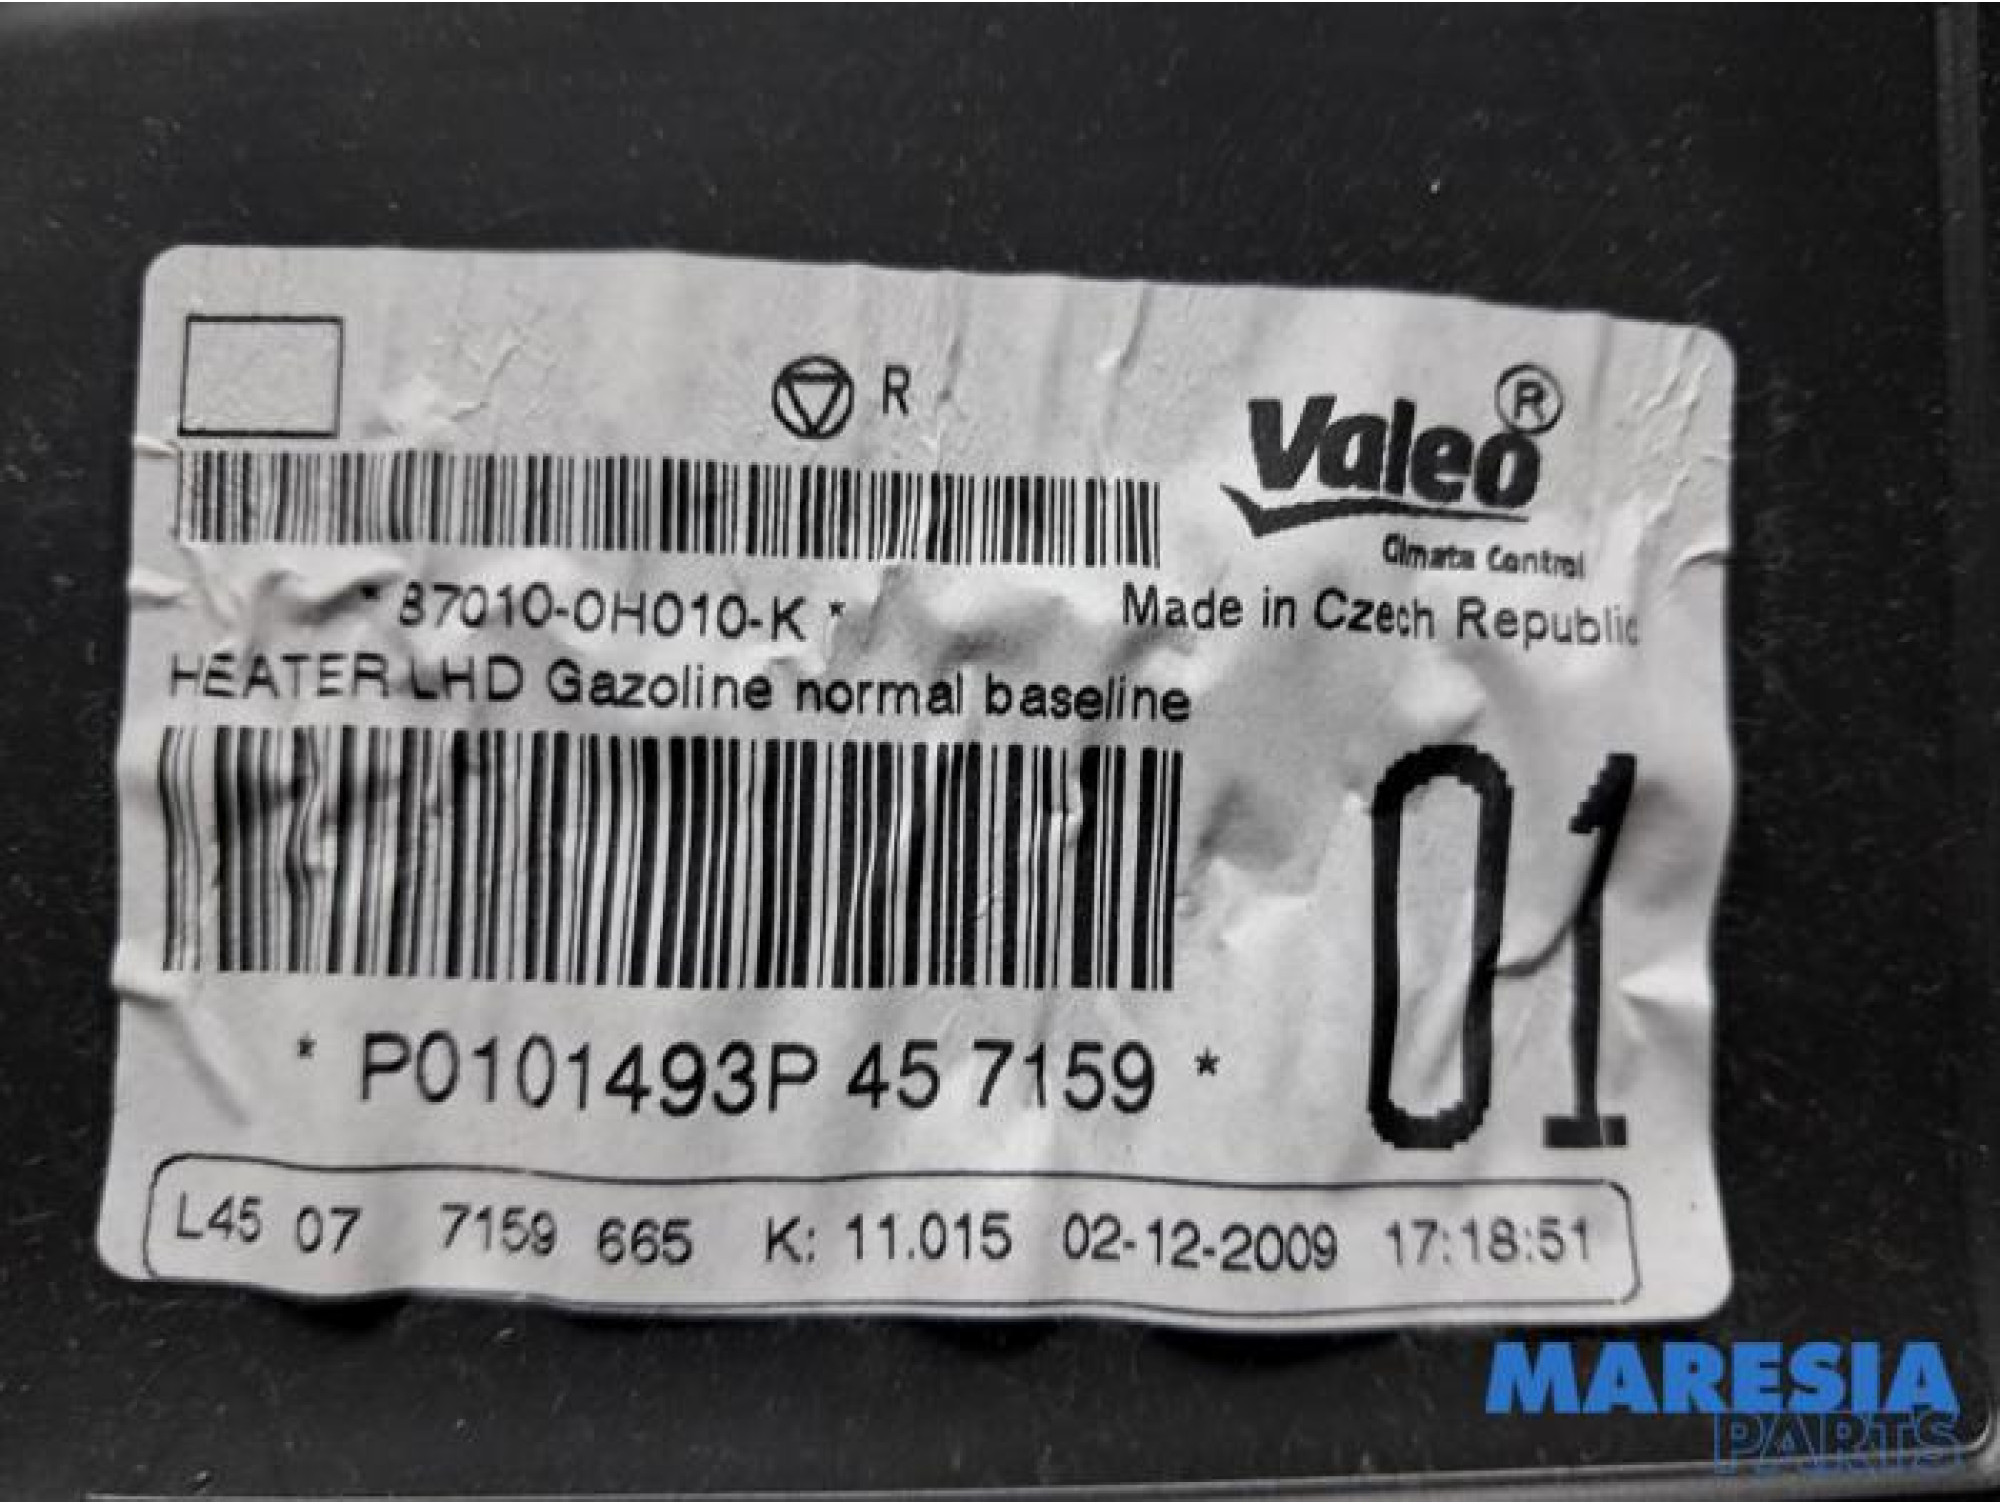 R
Valeo®
Climate Control
* 87010-0H010-K *
Made in Czech Republic
HEATER LHD Gazoline normal baseline
01
* P0101493P 45 7159 *
L45 07 7159 665 K: 11.015 02-12-2009 17:18:51
MARESIA
PARTS